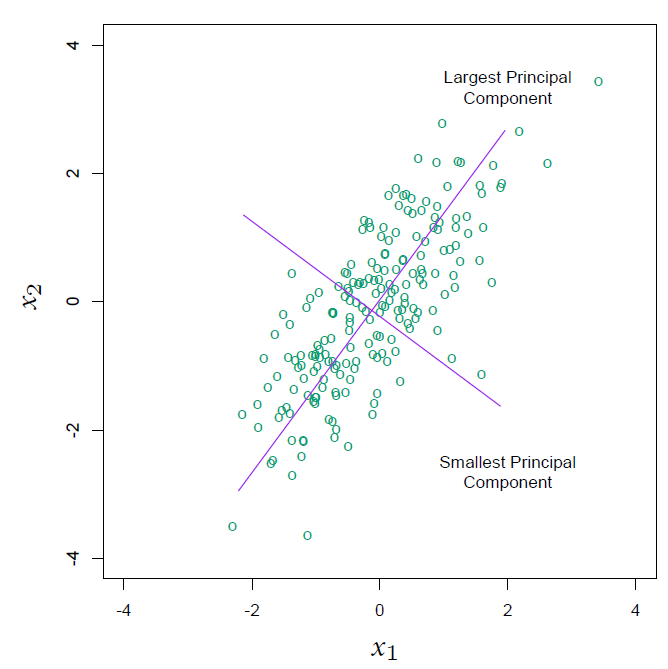 4
Largest Principal
Component
2
x2
0
-2
Smallest Principal
Component
-4
-4 -2 0 2 4
x1